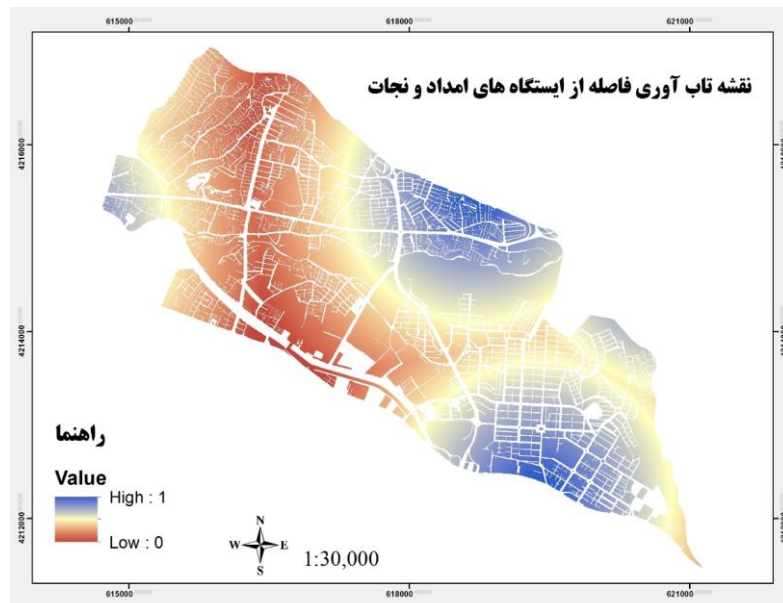 615000 618000 621000
نقشه تاب آوری فاصله از ایستگاه های امداد و نجات
4216000
4214000
راهنما
Value
High : 1
Low : 0
4212000
N
W E
S
1:30,000
615000 618000 621000